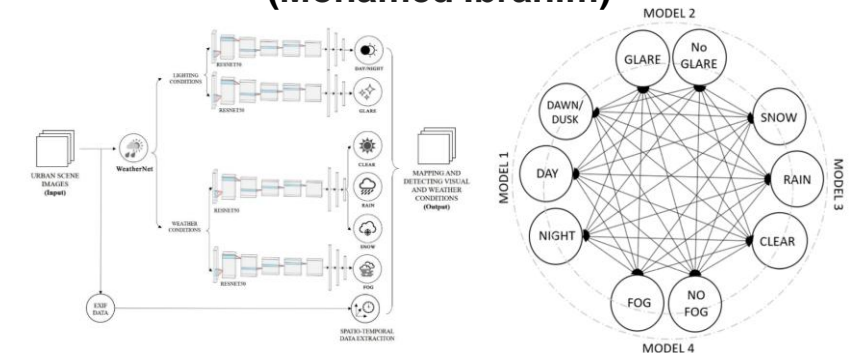 (Mohamed Ibrahim)
LIGHTING
CONDITIONS
RESNET50
DAY/NIGHT
RESNET50
GLARE
URBAN SCENE
IMAGES
(Input)
WeatherNet
CLEAR
RAIN
SNOW
WEATHER
CONDITIONS
RESNET50
RESNET50
FOG
EXIF
DATA
SPATIO-TEMPORAL
DATA EXTRACITON
MAPPING AND
DETECTING VISUAL
AND WEATHER
CONDITIONS
(Output)
MODEL 2
GLARE
No
GLARE
DAWN/
DUSK
SNOW
MODEL 1
DAY
RAIN
MODEL 3
NIGHT
CLEAR
FOG
NO
FOG
MODEL 4